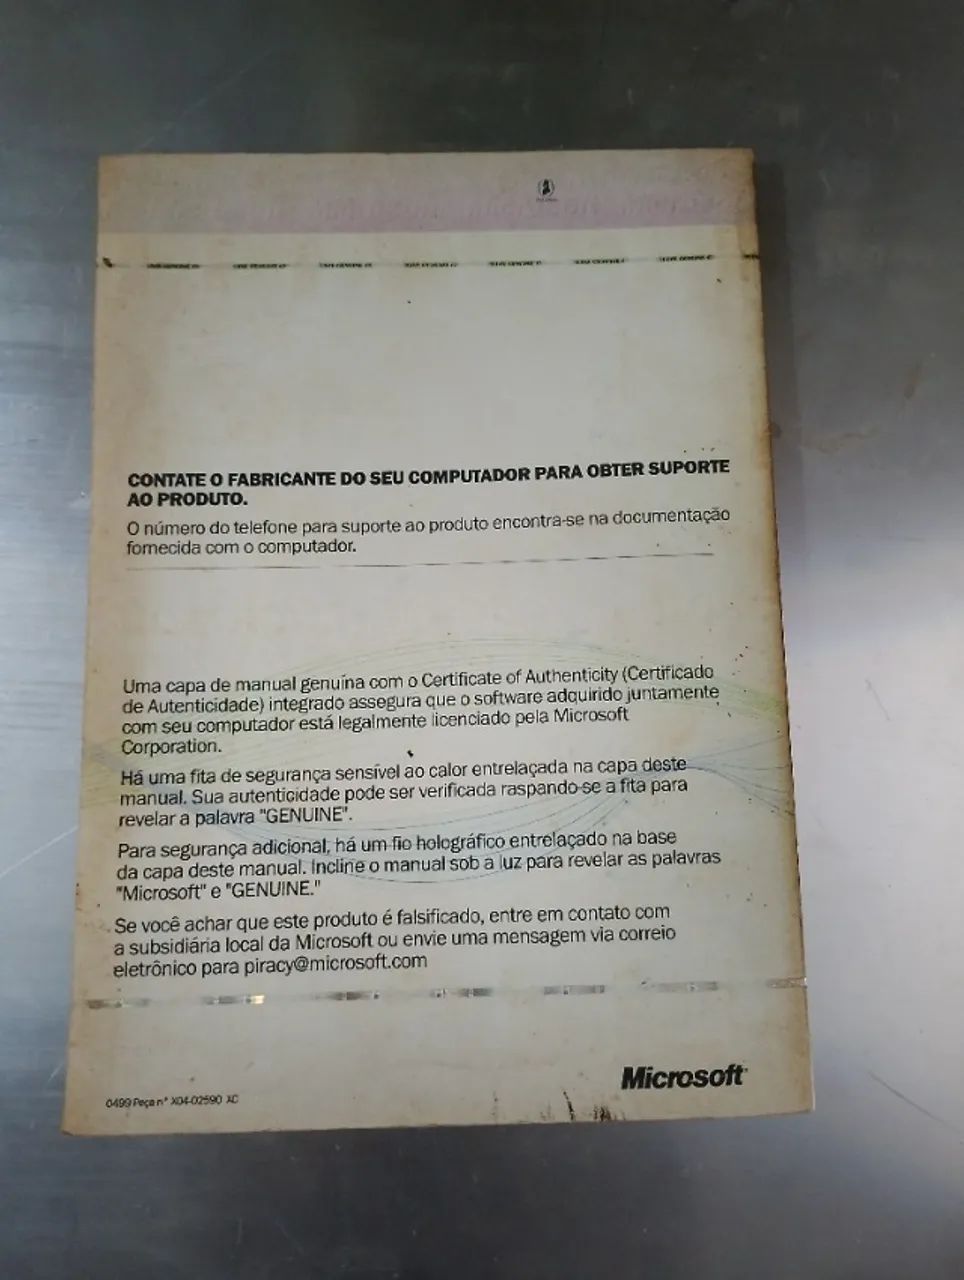 CONTATE O FABRICANTE DO SEU COMPUTADOR PARA OBTER SUPORTE
AO PRODUTO.
O número do telefone para suporte ao produto encontra-se na documentação
fornecida com o computador.
Uma capa de manual genuína com o Certificate of Authenticity (Certificado
de Autenticidade) integrado assegura que o software adquirido juntamente
com seu computador está legalmente licenciado pela Microsoft
Corporation.
Há uma fita de segurança sensível ao calor entrelaçada na capa deste
manual. Sua autenticidade pode ser verificada raspando-se a fita para
revelar a palavra "GENUINE".
Para segurança adicional, há um fio holográfico entrelaçado na base
da capa deste manual. Incline o manual sob a luz para revelar as palavras
"Microsoft" e "GENUINE."
Se você achar que este produto é falsificado, entre em contato com
a subsidiária local da Microsoft ou envie uma mensagem via correio
eletrônico para piracy@microsoft.com
Microsoft
0499 Peça n° X04-02590 XC